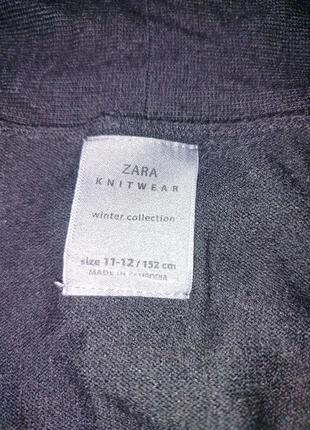 ZARA
KNITWEAR
winter collection
size 11-12 / 152 cm
MADE IN CAMBODIA